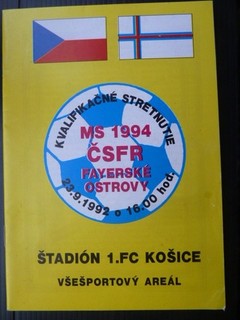 KVALIFIKAČNÉ STRETNUTIE
MS 1994
ČSFR
FAYERSKÉ
OSTROVY
23.9.1992 o 16.00 hod.
ŠTADIÓN 1.FC KOŠICE
VŠEŠPORTOVÝ AREÁL